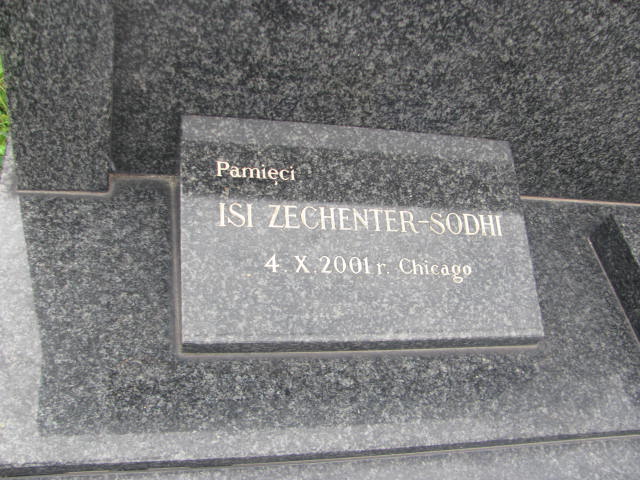 Pamięci
ISI ZECHENTER-SODHI
4. X. 2001 r. Chicago